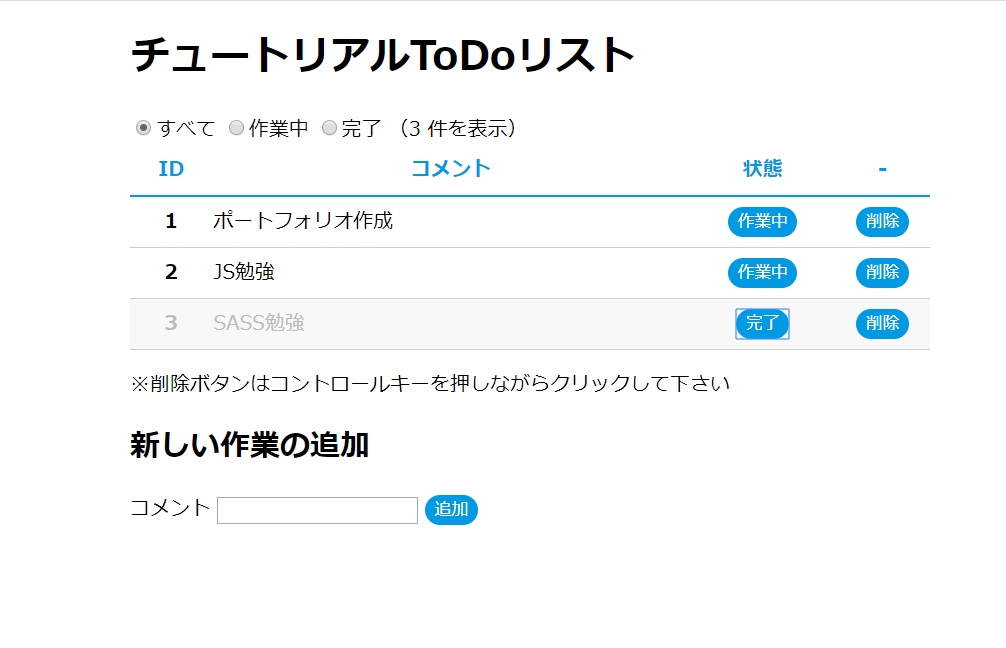 チュートリアルToDoリスト
すべて 作業中 完了 （3 件を表示）
ID コメント 状態 -
1 ポートフォリオ作成 作業中 削除
2 JS勉強 作業中 削除
3 SASS勉強 完了 削除
※削除ボタンはコントロールキーを押しながらクリックして下さい
新しい作業の追加
コメント 追加